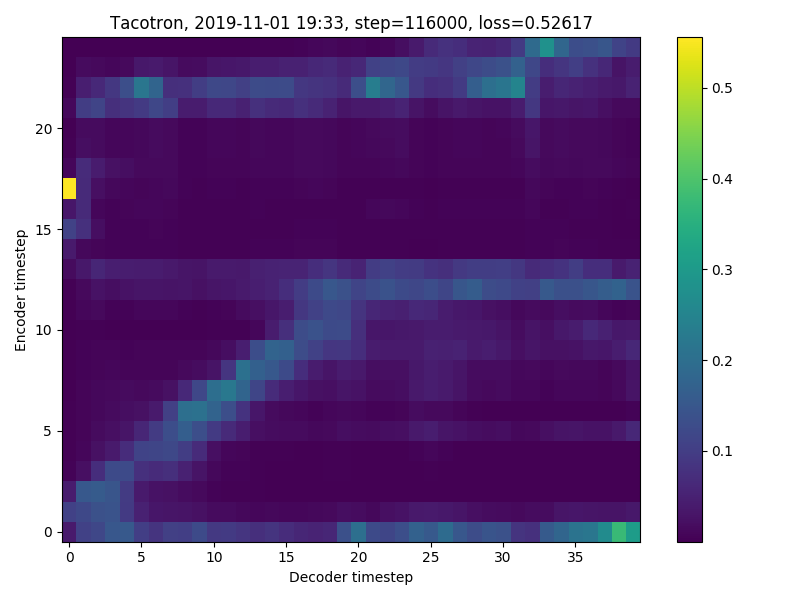 Tacotron, 2019-11-01 19:33, step=116000, loss=0.52617
Encoder timestep
20
15
10
5
0
0 5 10 15 20 25 30 35
Decoder timestep
0.5
0.4
0.3
0.2
0.1